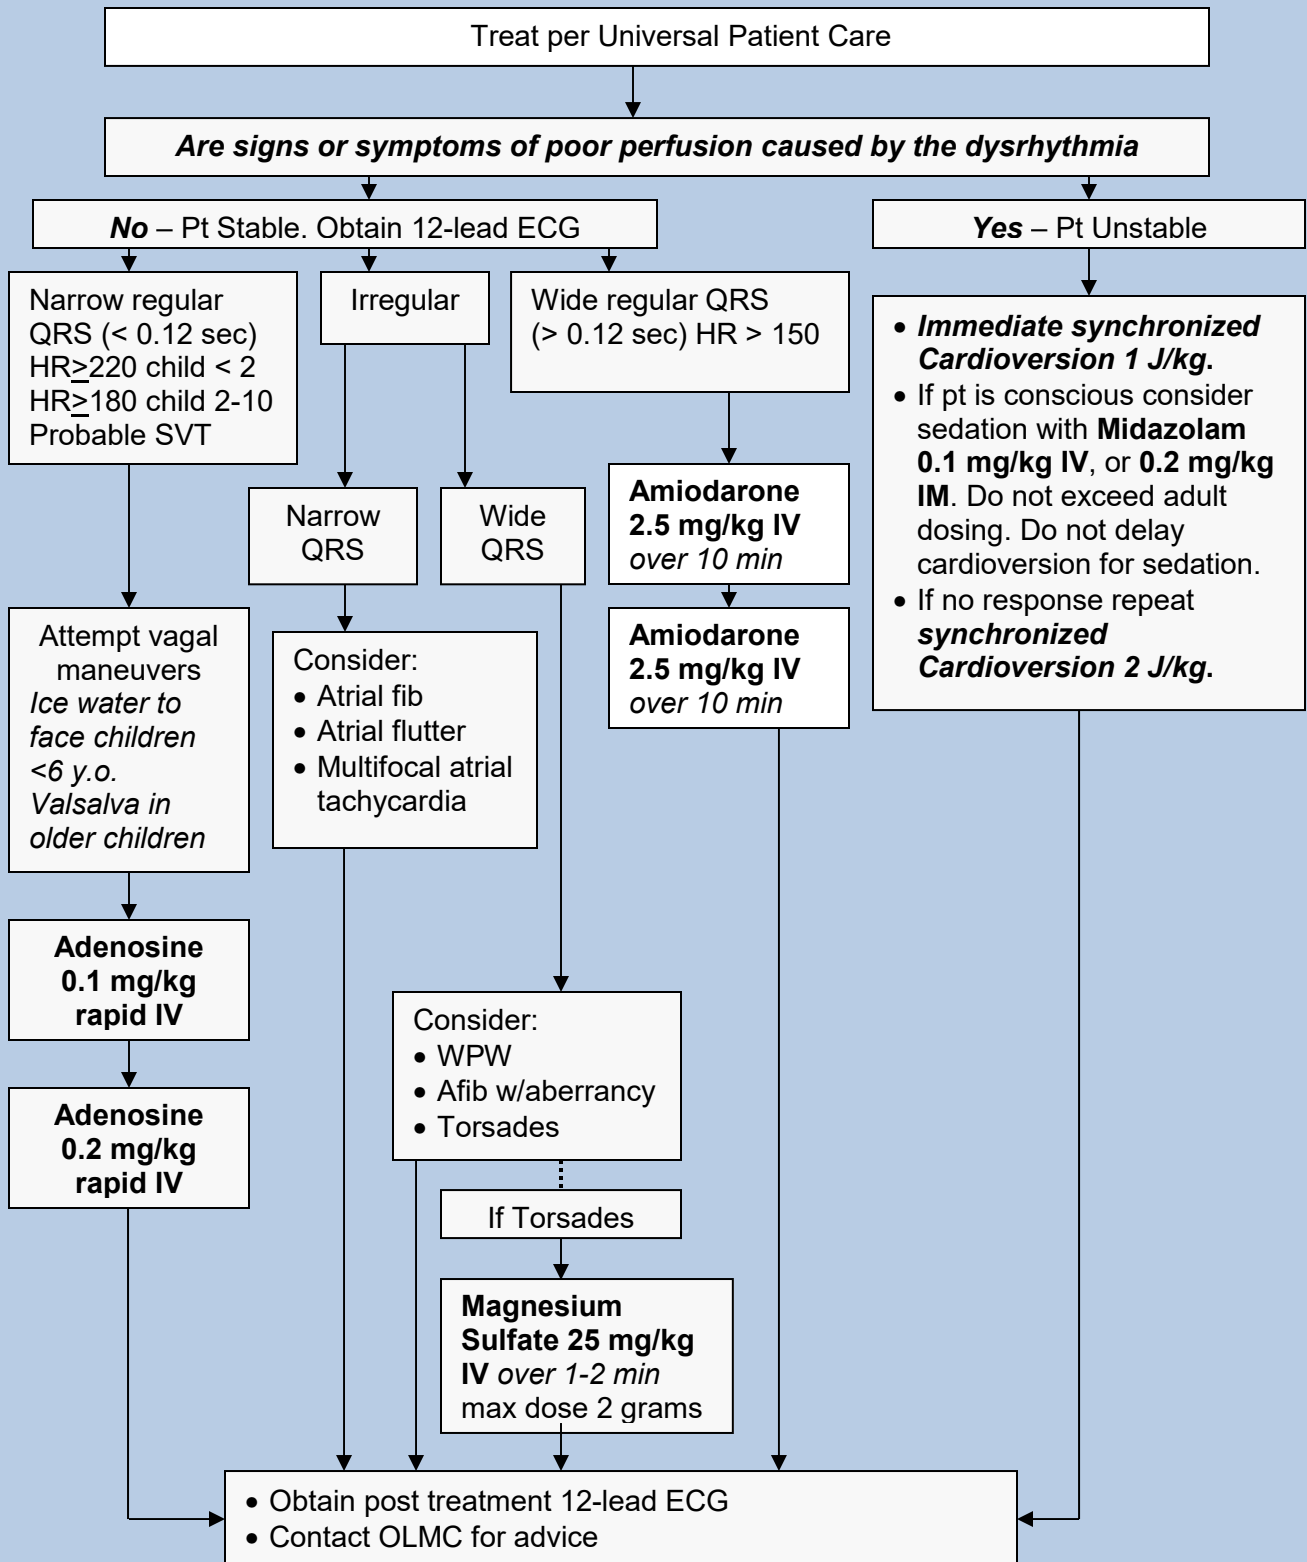 Treat per Universal Patient Care
Are signs or symptoms of poor perfusion caused by the dysrhythmia
No – Pt Stable. Obtain 12-lead ECG
Yes – Pt Unstable
Narrow regular
QRS (< 0.12 sec)
HR≥220 child < 2
HR≥180 child 2-10
Probable SVT
Irregular
Wide regular QRS
(> 0.12 sec) HR > 150
• Immediate synchronized
Cardioversion 1 J/kg.
• If pt is conscious consider
sedation with Midazolam
0.1 mg/kg IV, or 0.2 mg/kg
IM. Do not exceed adult
dosing. Do not delay
cardioversion for sedation.
• If no response repeat
synchronized
Cardioversion 2 J/kg.
Narrow
QRS
Wide
QRS
Amiodarone
2.5 mg/kg IV
over 10 min
Amiodarone
2.5 mg/kg IV
over 10 min
Attempt vagal
maneuvers
Ice water to
face children
<6 y.o.
Valsalva in
older children
Consider:
• Atrial fib
• Atrial flutter
• Multifocal atrial
tachycardia
Adenosine
0.1 mg/kg
rapid IV
Adenosine
0.2 mg/kg
rapid IV
Consider:
• WPW
• Afib w/aberrancy
• Torsades
If Torsades
Magnesium
Sulfate 25 mg/kg
IV over 1-2 min
max dose 2 grams
• Obtain post treatment 12-lead ECG
• Contact OLMC for advice